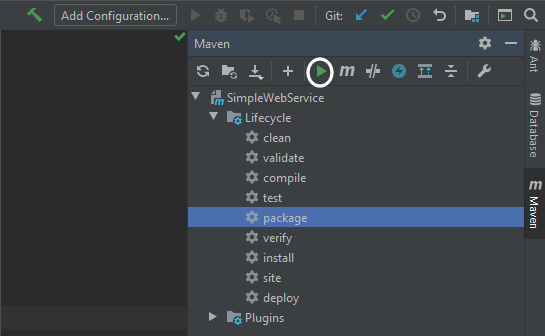 Add Configuration...
Git:
Maven
m
SimpleWebService
Lifecycle
clean
validate
compile
test
package
verify
install
site
deploy
Plugins
Ant
Database
m Maven